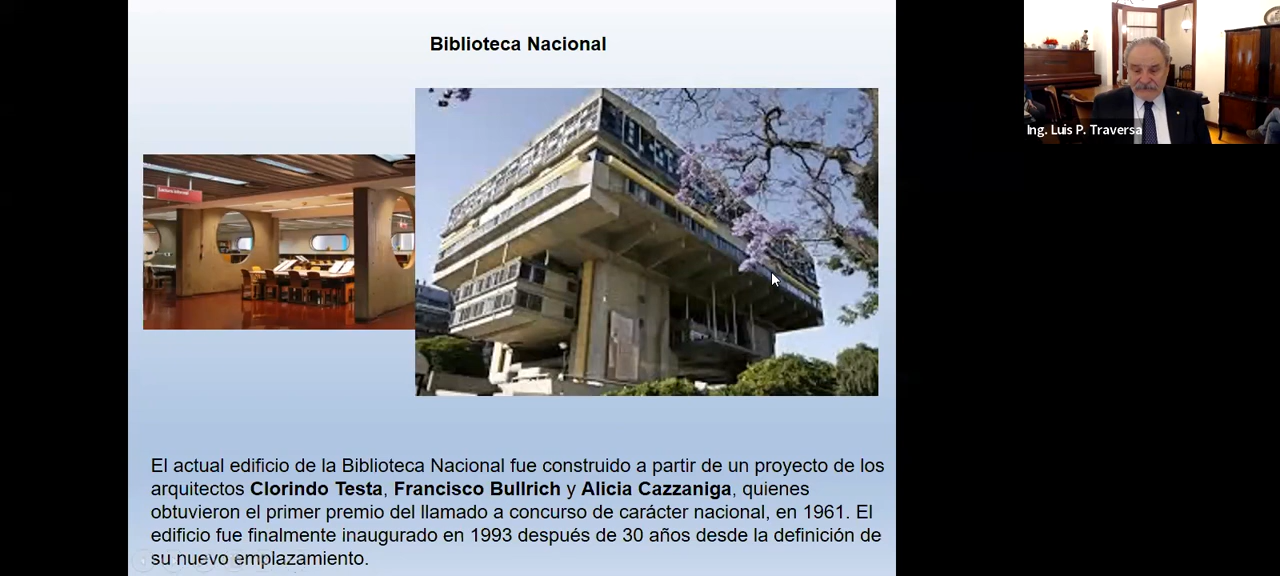 Biblioteca Nacional
Ing. Luis P. Traversa
El actual edificio de la Biblioteca Nacional fue construido a partir de un proyecto de los
arquitectos Clorindo Testa, Francisco Bullrich y Alicia Cazzaniga, quienes
obtuvieron el primer premio del llamado a concurso de carácter nacional, en 1961. El
edificio fue finalmente inaugurado en 1993 después de 30 años desde la definición de
su nuevo emplazamiento.